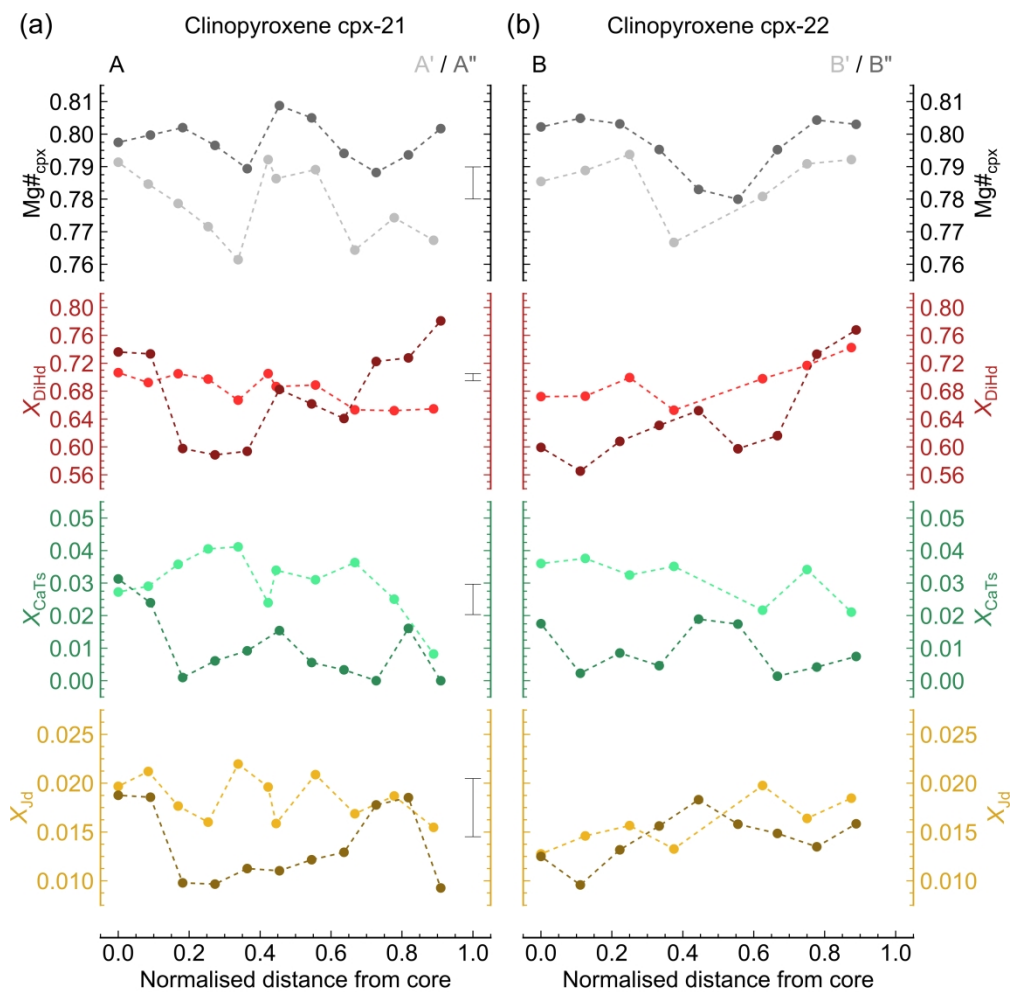 (a) Clinopyroxene cpx-21
(b) Clinopyroxene cpx-22
A A' / A"
B B' / B"
Mg#cpx
0.81
0.80
0.79
0.78
0.77
0.76
0.81
0.80
0.79
0.78
0.77
0.76
Mg#cpx
XDiHd
0.80
0.76
0.72
0.68
0.64
0.60
0.56
0.80
0.76
0.72
0.68
0.64
0.60
0.56
XDiHd
XCaTs
0.05
0.04
0.03
0.02
0.01
0.00
0.05
0.04
0.03
0.02
0.01
0.00
XCaTs
XJd
0.025
0.020
0.015
0.010
0.025
0.020
0.015
0.010
XJd
0.0 0.2 0.4 0.6 0.8 1.0
Normalised distance from core
0.0 0.2 0.4 0.6 0.8 1.0
Normalised distance from core